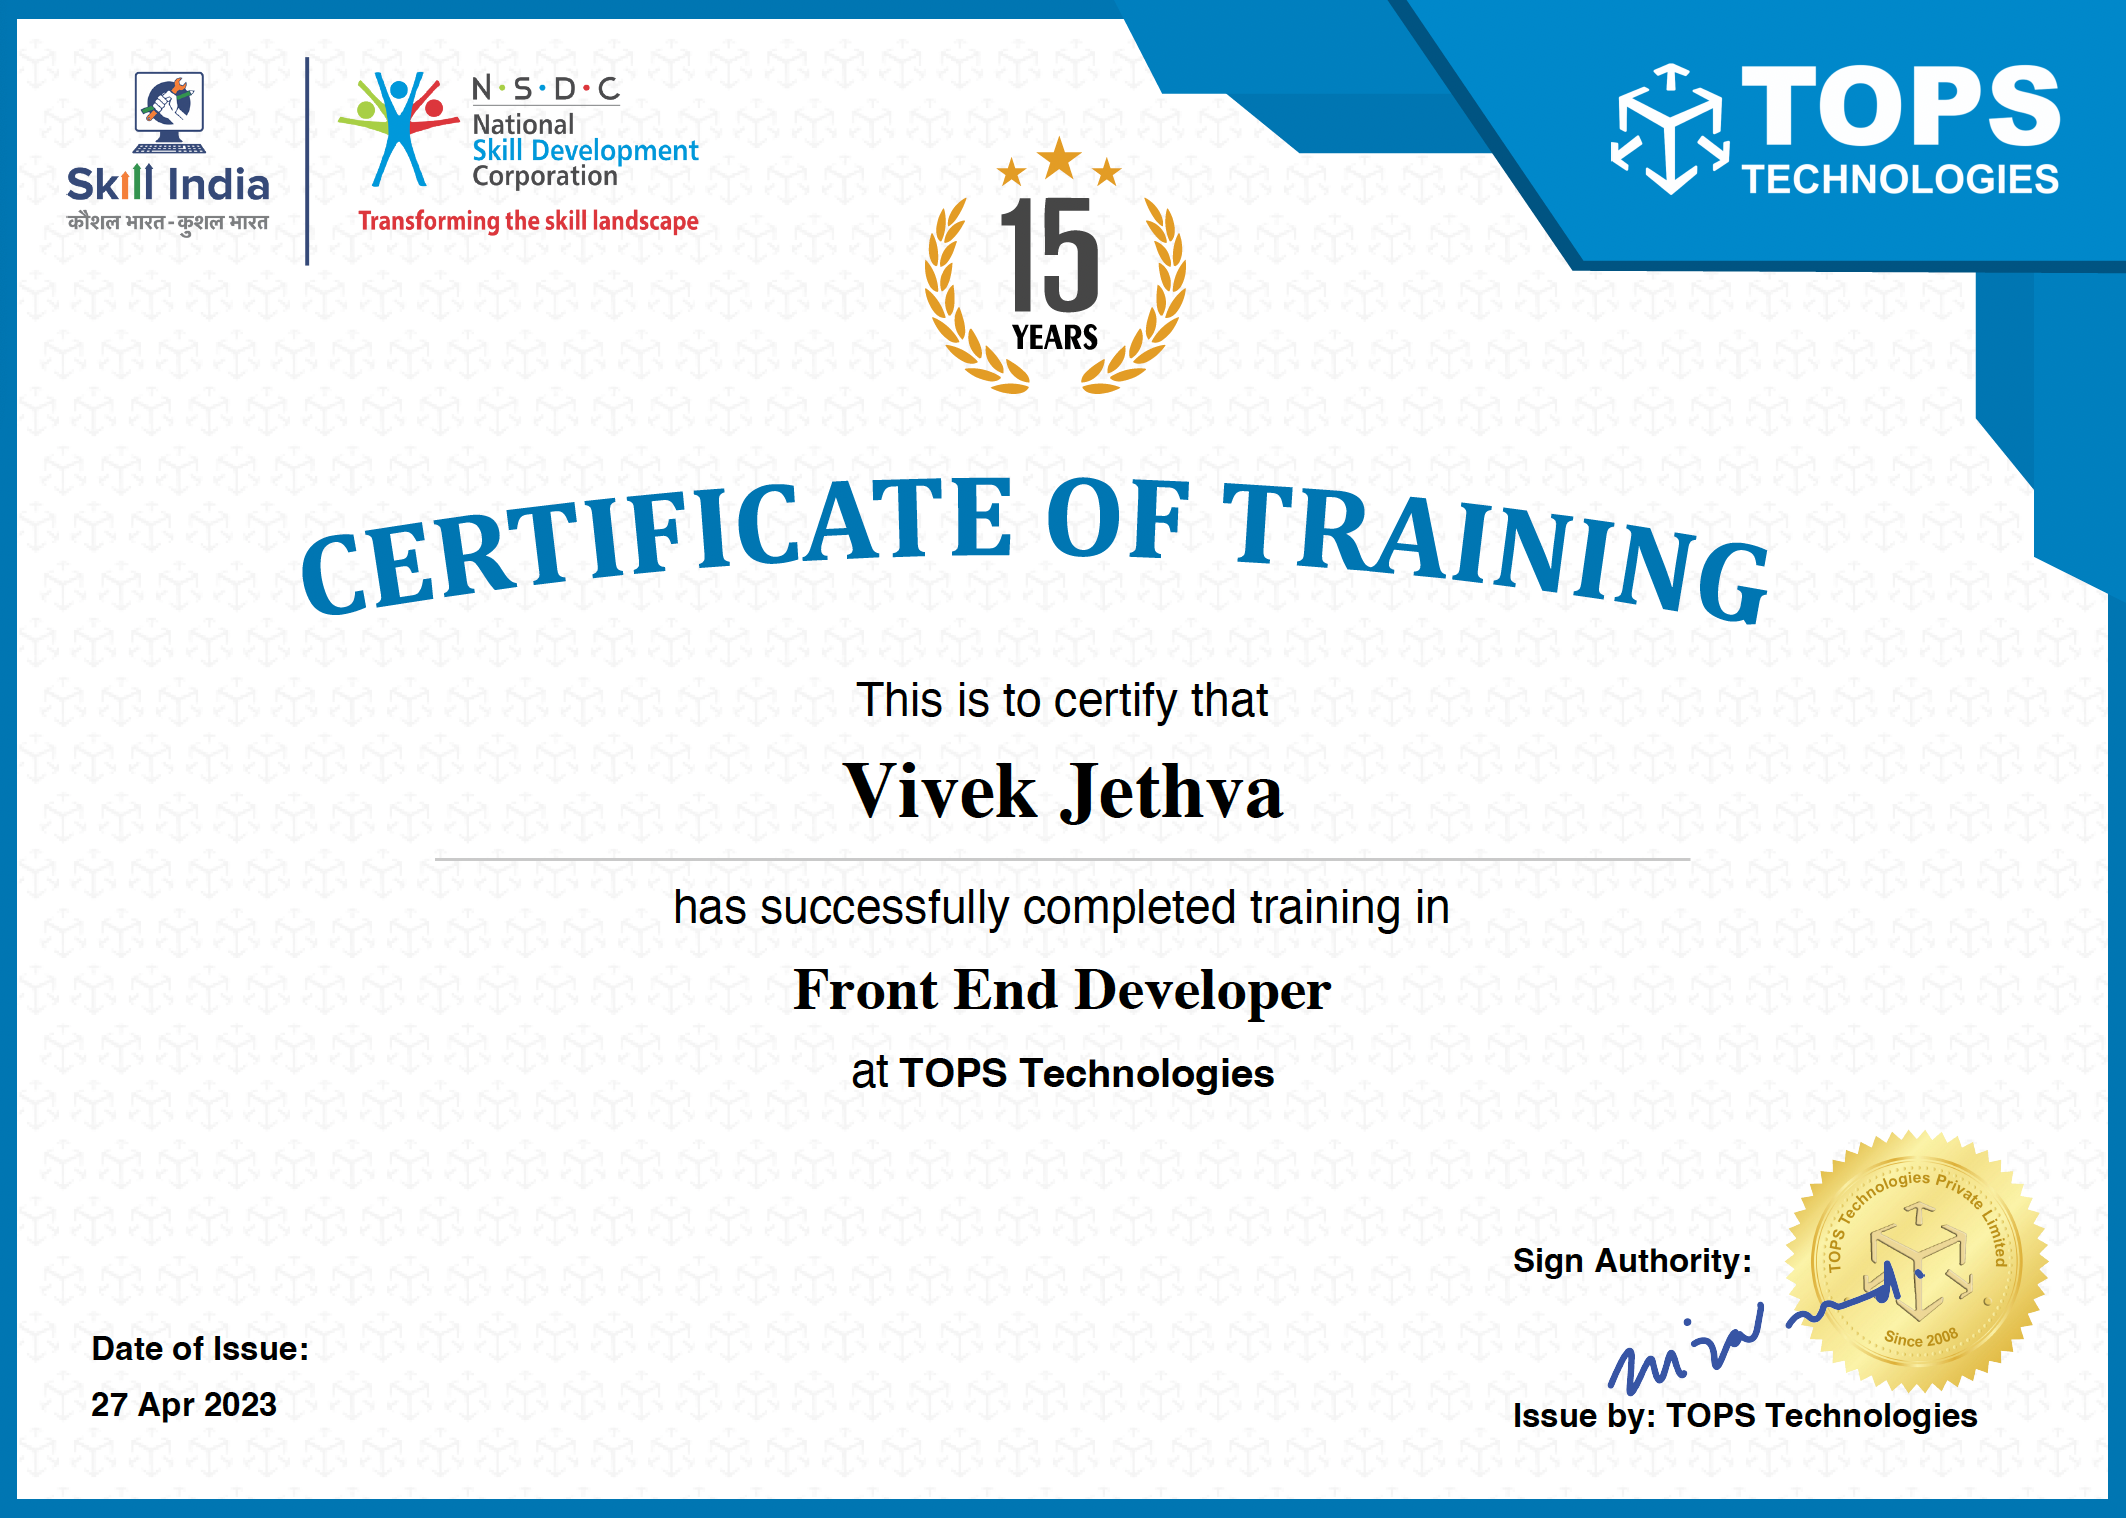 Skill India
कौशल भारत - कुशल भारत
N·S·D·C
National
Skill Development
Corporation
Transforming the skill landscape
15
YEARS
TOPS
TECHNOLOGIES
CERTIFICATE OF TRAINING
This is to certify that
Vivek Jethva
has successfully completed training in
Front End Developer
at TOPS Technologies
Date of Issue:
27 Apr 2023
Sign Authority:
TOPS Technologies Private Limited
Since 2008
Issue by: TOPS Technologies